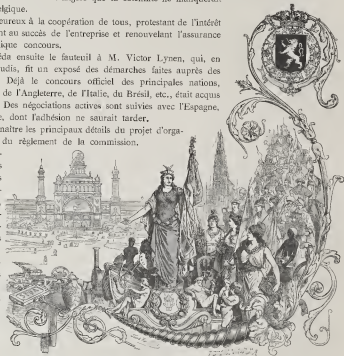 elgique.
eureux à la coopération de tous, protestant de l'intérêt
nt au succès de l'entreprise et renouvelant l'assurance
ique concours.
éda ensuite le fauteuil à M. Victor Lynen, qui, en
udis, fit un exposé des démarches faites auprès des
Déjà le concours officiel des principales nations,
de l'Angleterre, de l'Italie, du Brésil, etc., était acquis
Des négociations actives sont suivies avec l'Espagne,
e, dont l'adhésion ne saurait tarder.
naître les principaux détails du projet d'orga-
du règlement de la commission.